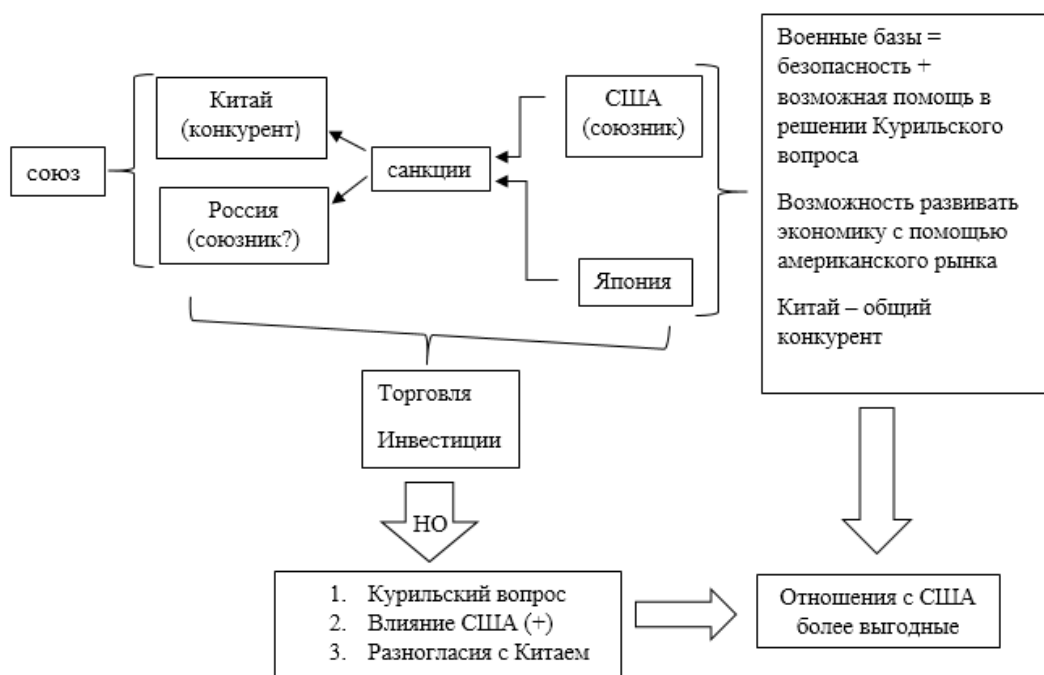 союз
Китай
(конкурент)
Россия
(союзник?)
санкции
США
(союзник)
Япония
Военные базы =
безопасность +
возможная помощь в
решении Курильского
вопроса
Возможность развивать
экономику с помощью
американского рынка
Китай – общий
конкурент
Торговля
Инвестиции
НО
1. Курильский вопрос
2. Влияние США (+)
3. Разногласия с Китаем
Отношения с США
более выгодные